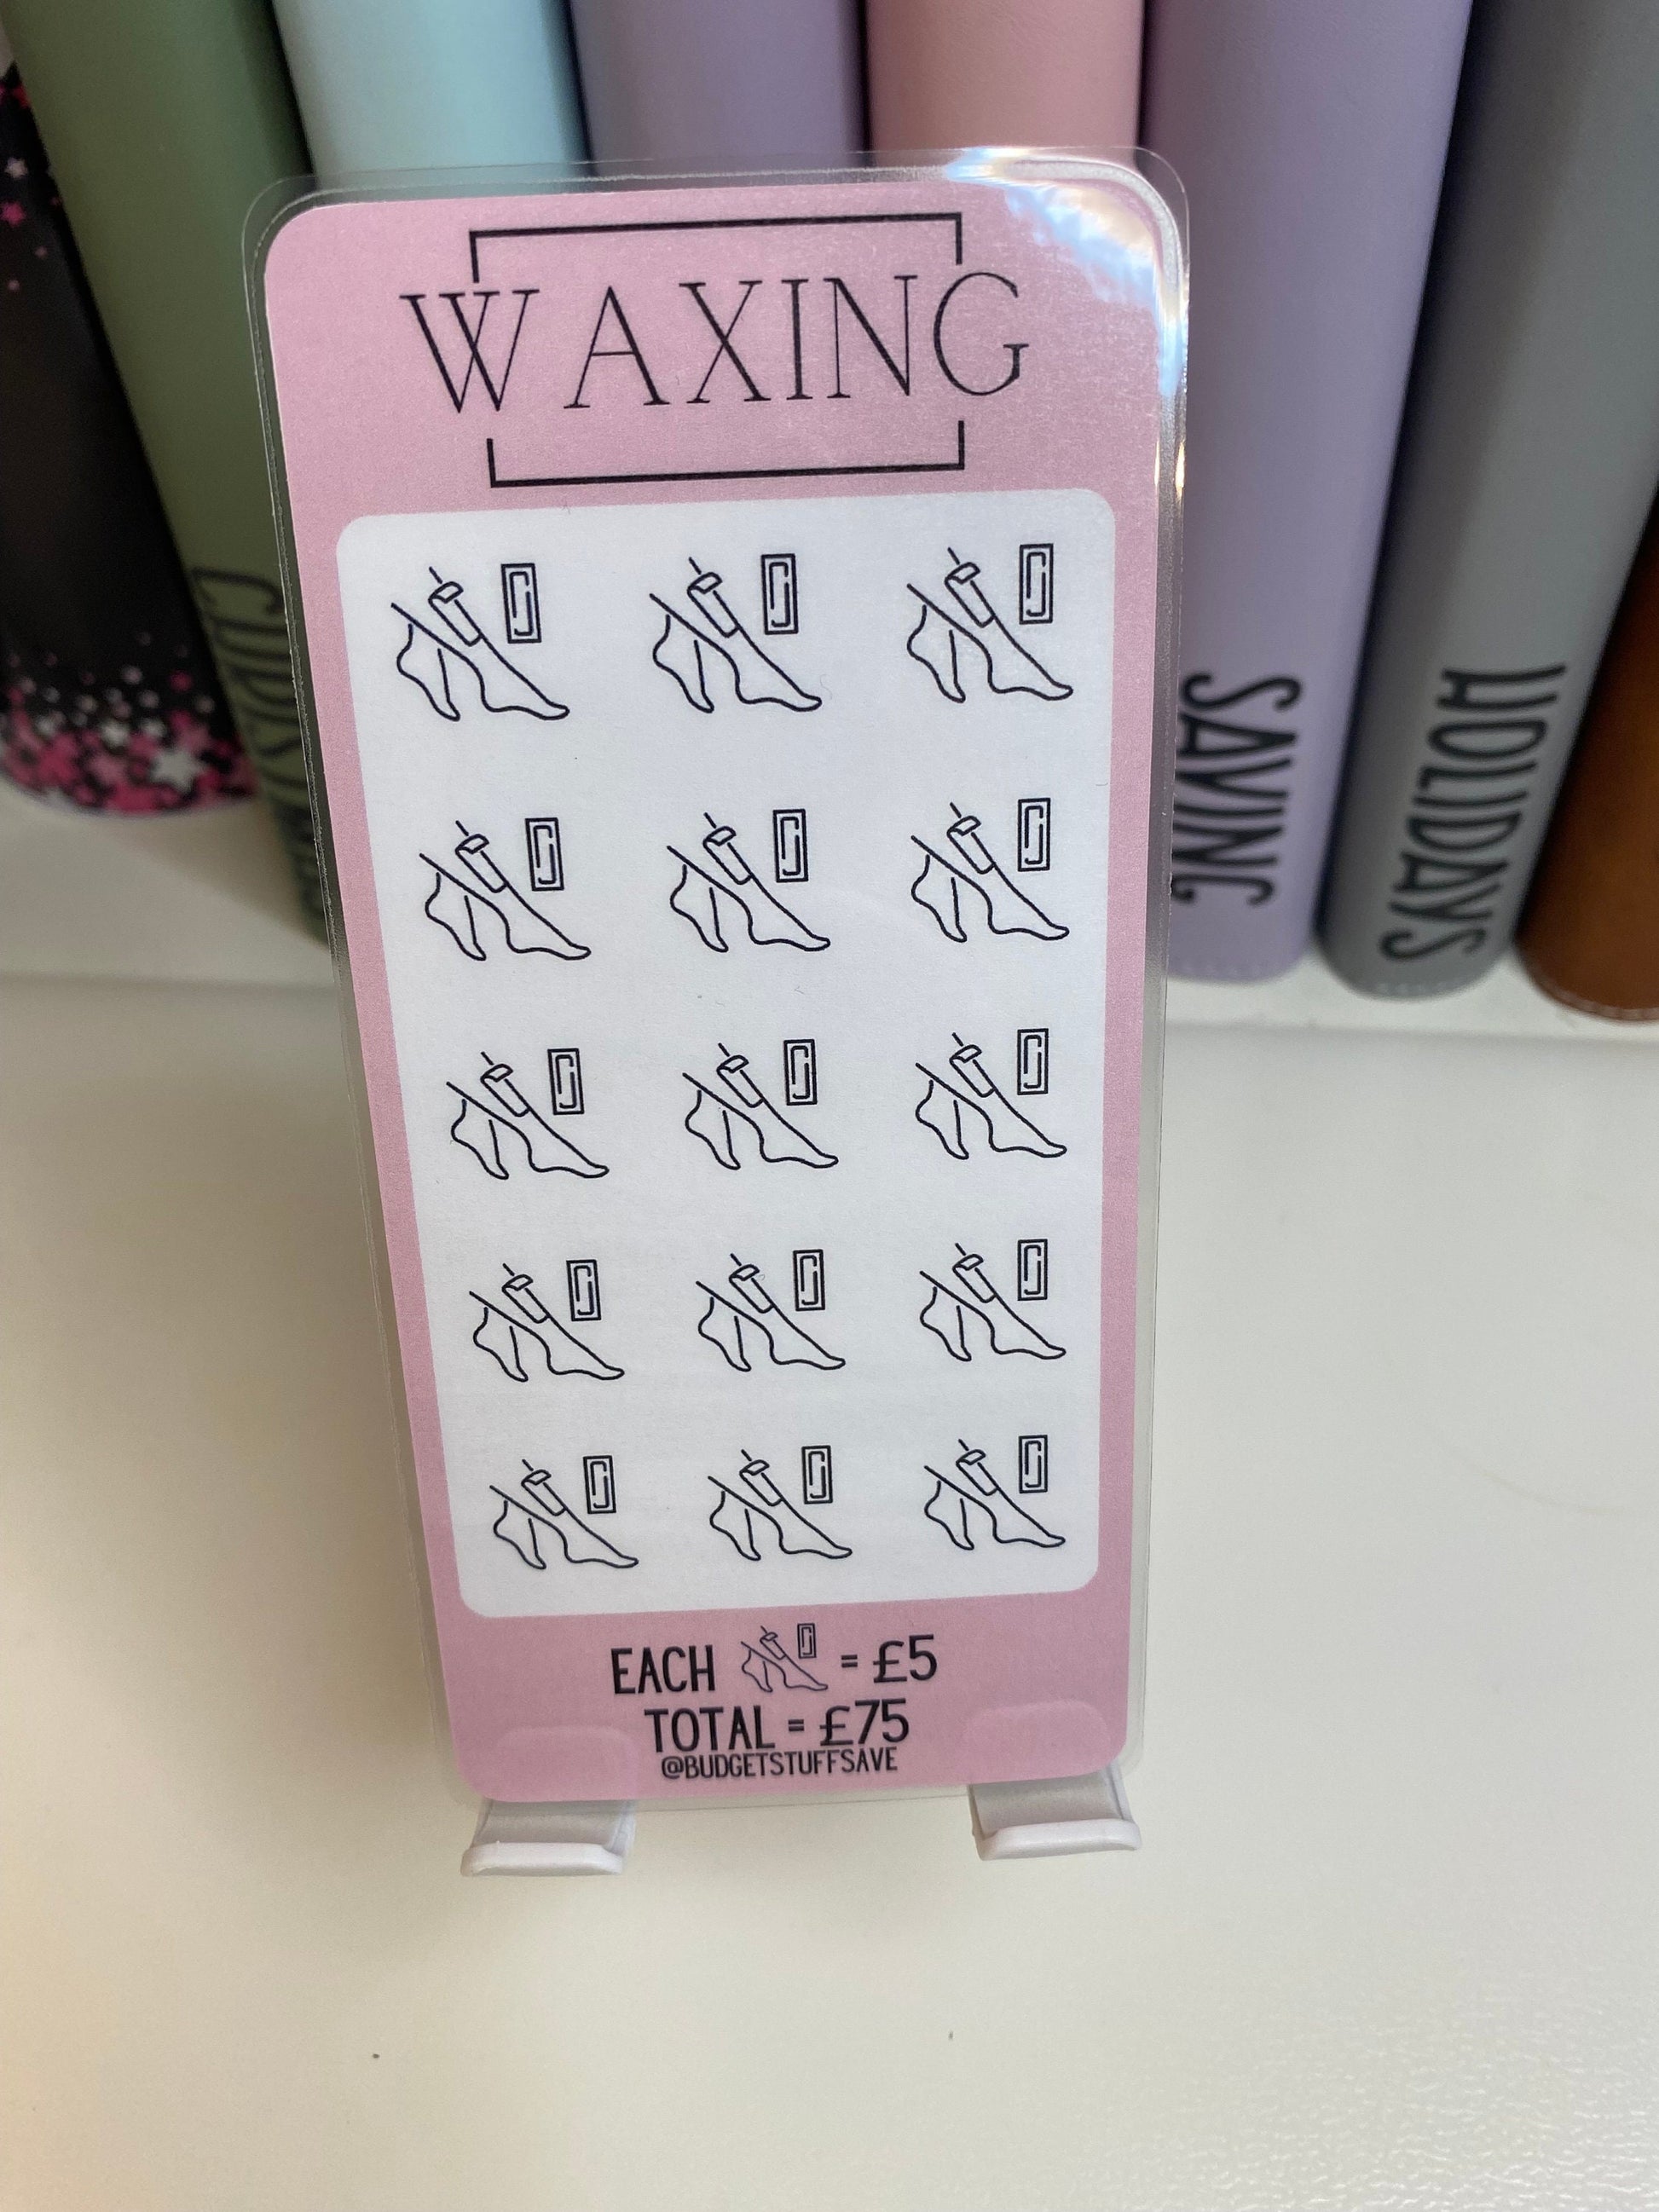 WAXING
EACH = £5
TOTAL = £75
@BUDGETSTUFFSAVE
SAVING
HOLIDAYS